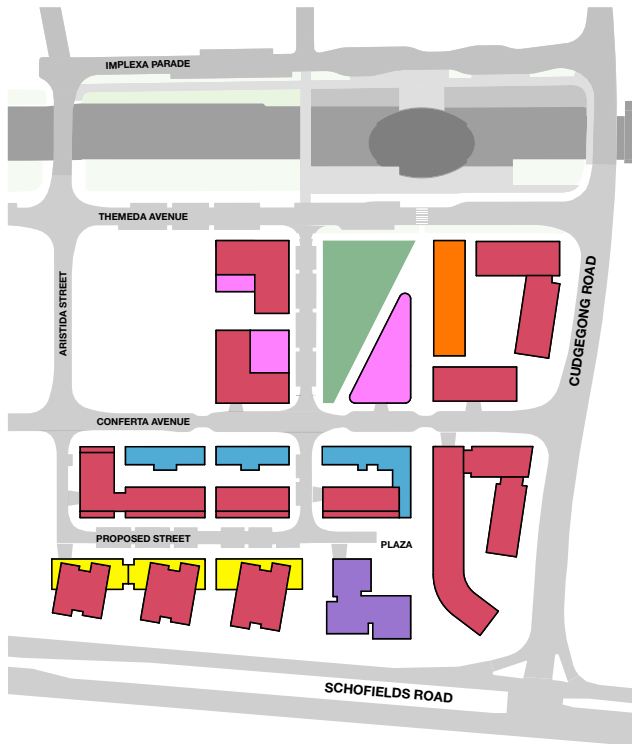 IMPLEXA PARADE
THEMEDA AVENUE
ARISTIDA STREET
CUDGEGONG ROAD
CONFERTA AVENUE
PROPOSED STREET
PLAZA
SCHOFIELDS ROAD